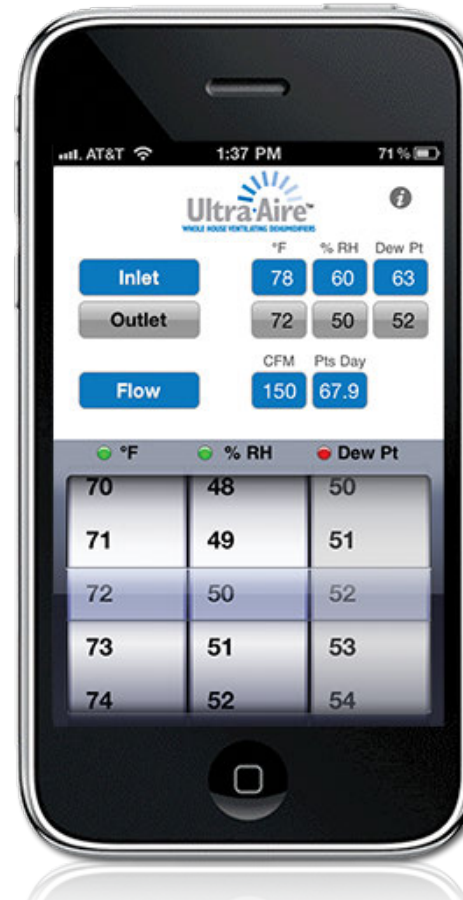 AT&T 1:37 PM 71%
Ultra-Aire™
WHOLE HOUSE VENTILATING DEHUMIDIFIERS
i
°F % RH Dew Pt
Inlet 78 60 63
Outlet 72 50 52
CFM Pts Day
Flow 150 67.9
°F % RH Dew Pt
70 48 50
71 49 51
72 50 52
73 51 53
74 52 54